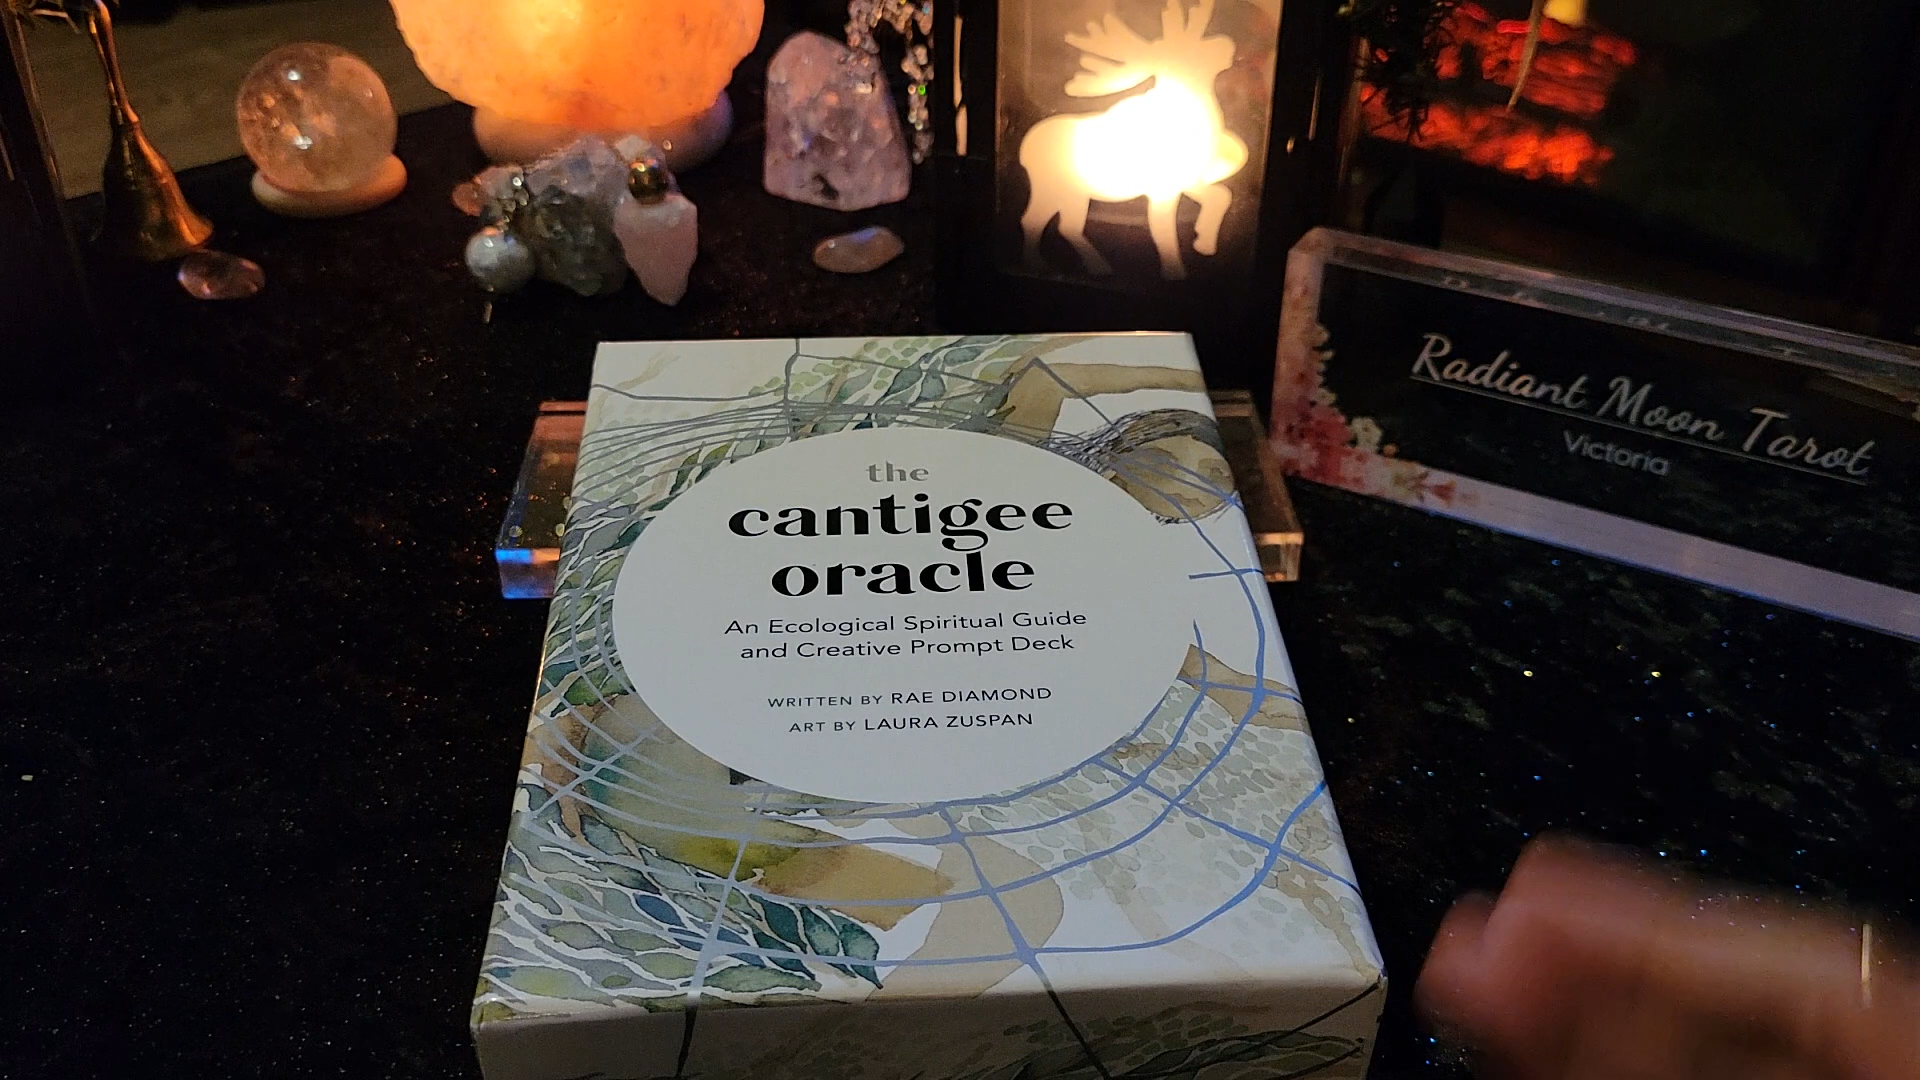 the
cantigee
oracle
An Ecological Spiritual Guide
and Creative Prompt Deck
WRITTEN BY RAE DIAMOND
ART BY LAURA ZUSPAN
Radiant Moon Tarot
Victoria